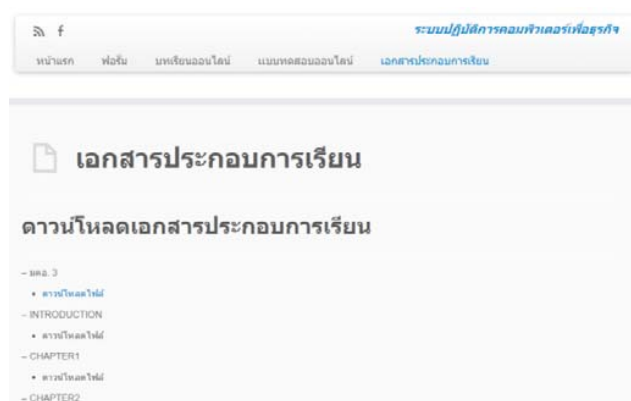 ระบบปฏิบัติการคอมพิวเตอร์เพื่อธุรกิจ
หน้าแรก ฟอรั่ม บทเรียนออนไลน์ แบบทดสอบออนไลน์ เอกสารประกอบการเรียน
เอกสารประกอบการเรียน
ดาวน์โหลดเอกสารประกอบการเรียน
– มคอ. 3
• ดาวน์โหลดไฟล์
– INTRODUCTION
• ดาวน์โหลดไฟล์
– CHAPTER1
• ดาวน์โหลดไฟล์
– CHAPTER2